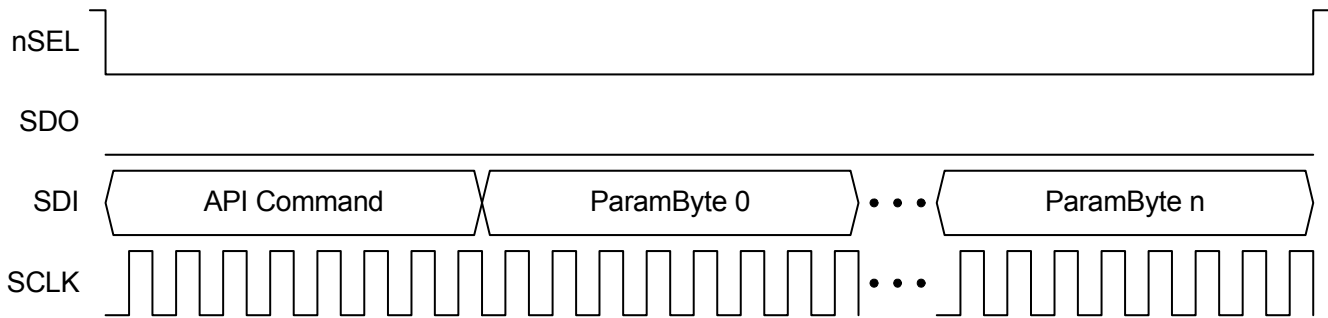 nSEL
SDO
SDI API Command ParamByte 0 ParamByte n
SCLK